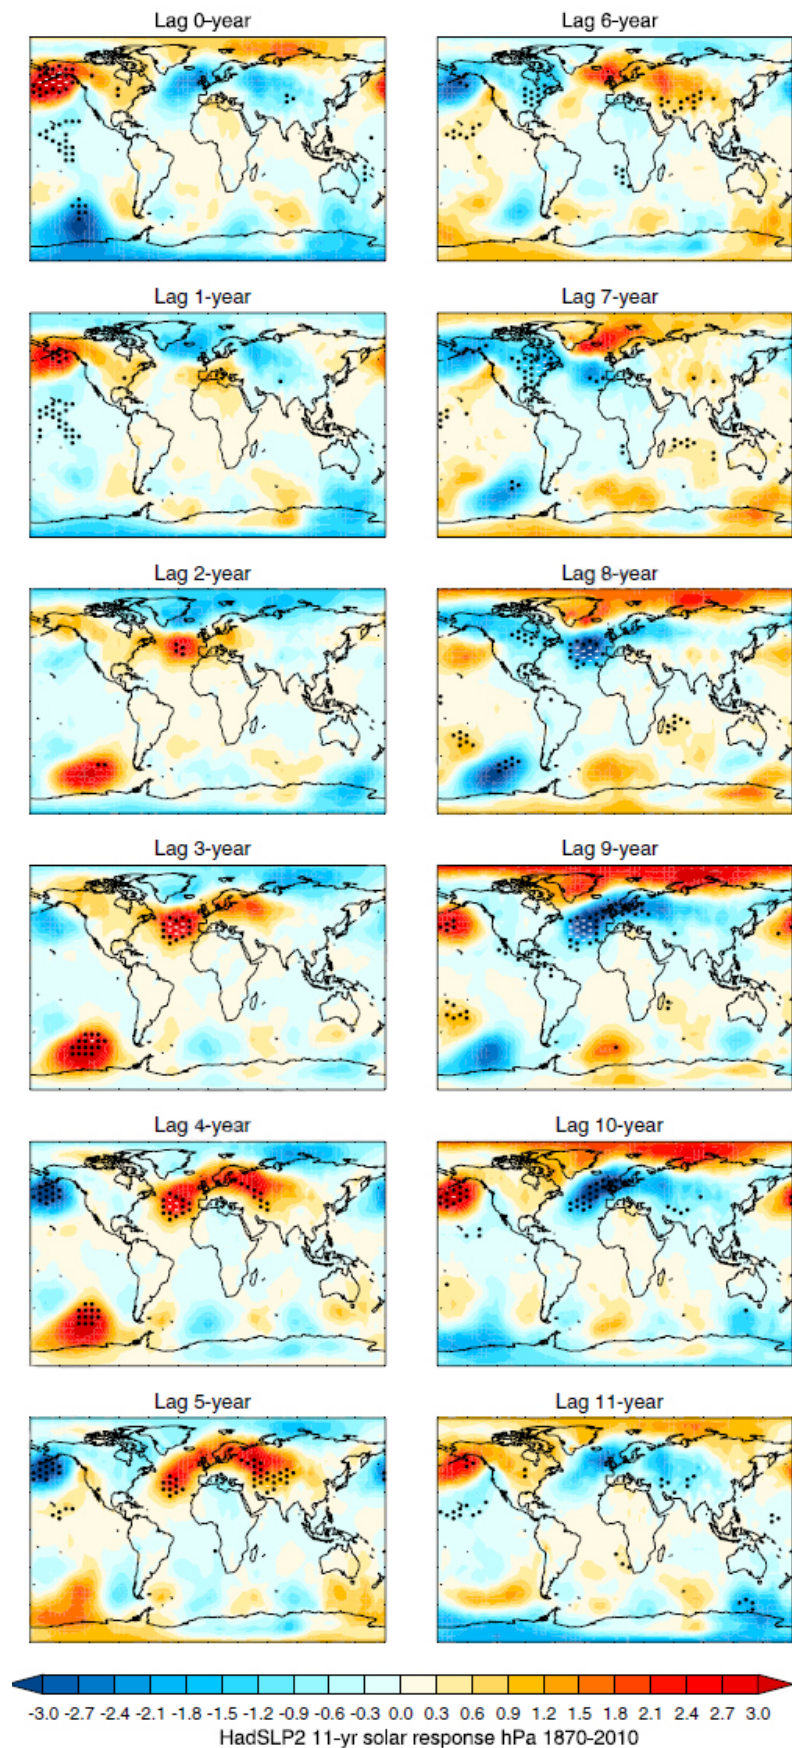 Lag 0-year
Lag 6-year
Lag 1-year
Lag 7-year
Lag 2-year
Lag 8-year
Lag 3-year
Lag 9-year
Lag 4-year
Lag 10-year
Lag 5-year
Lag 11-year
-3.0 -2.7 -2.4 -2.1 -1.8 -1.5 -1.2 -0.9 -0.6 -0.3 0.0 0.3 0.6 0.9 1.2 1.5 1.8 2.1 2.4 2.7 3.0
HadSLP2 11-yr solar response hPa 1870-2010